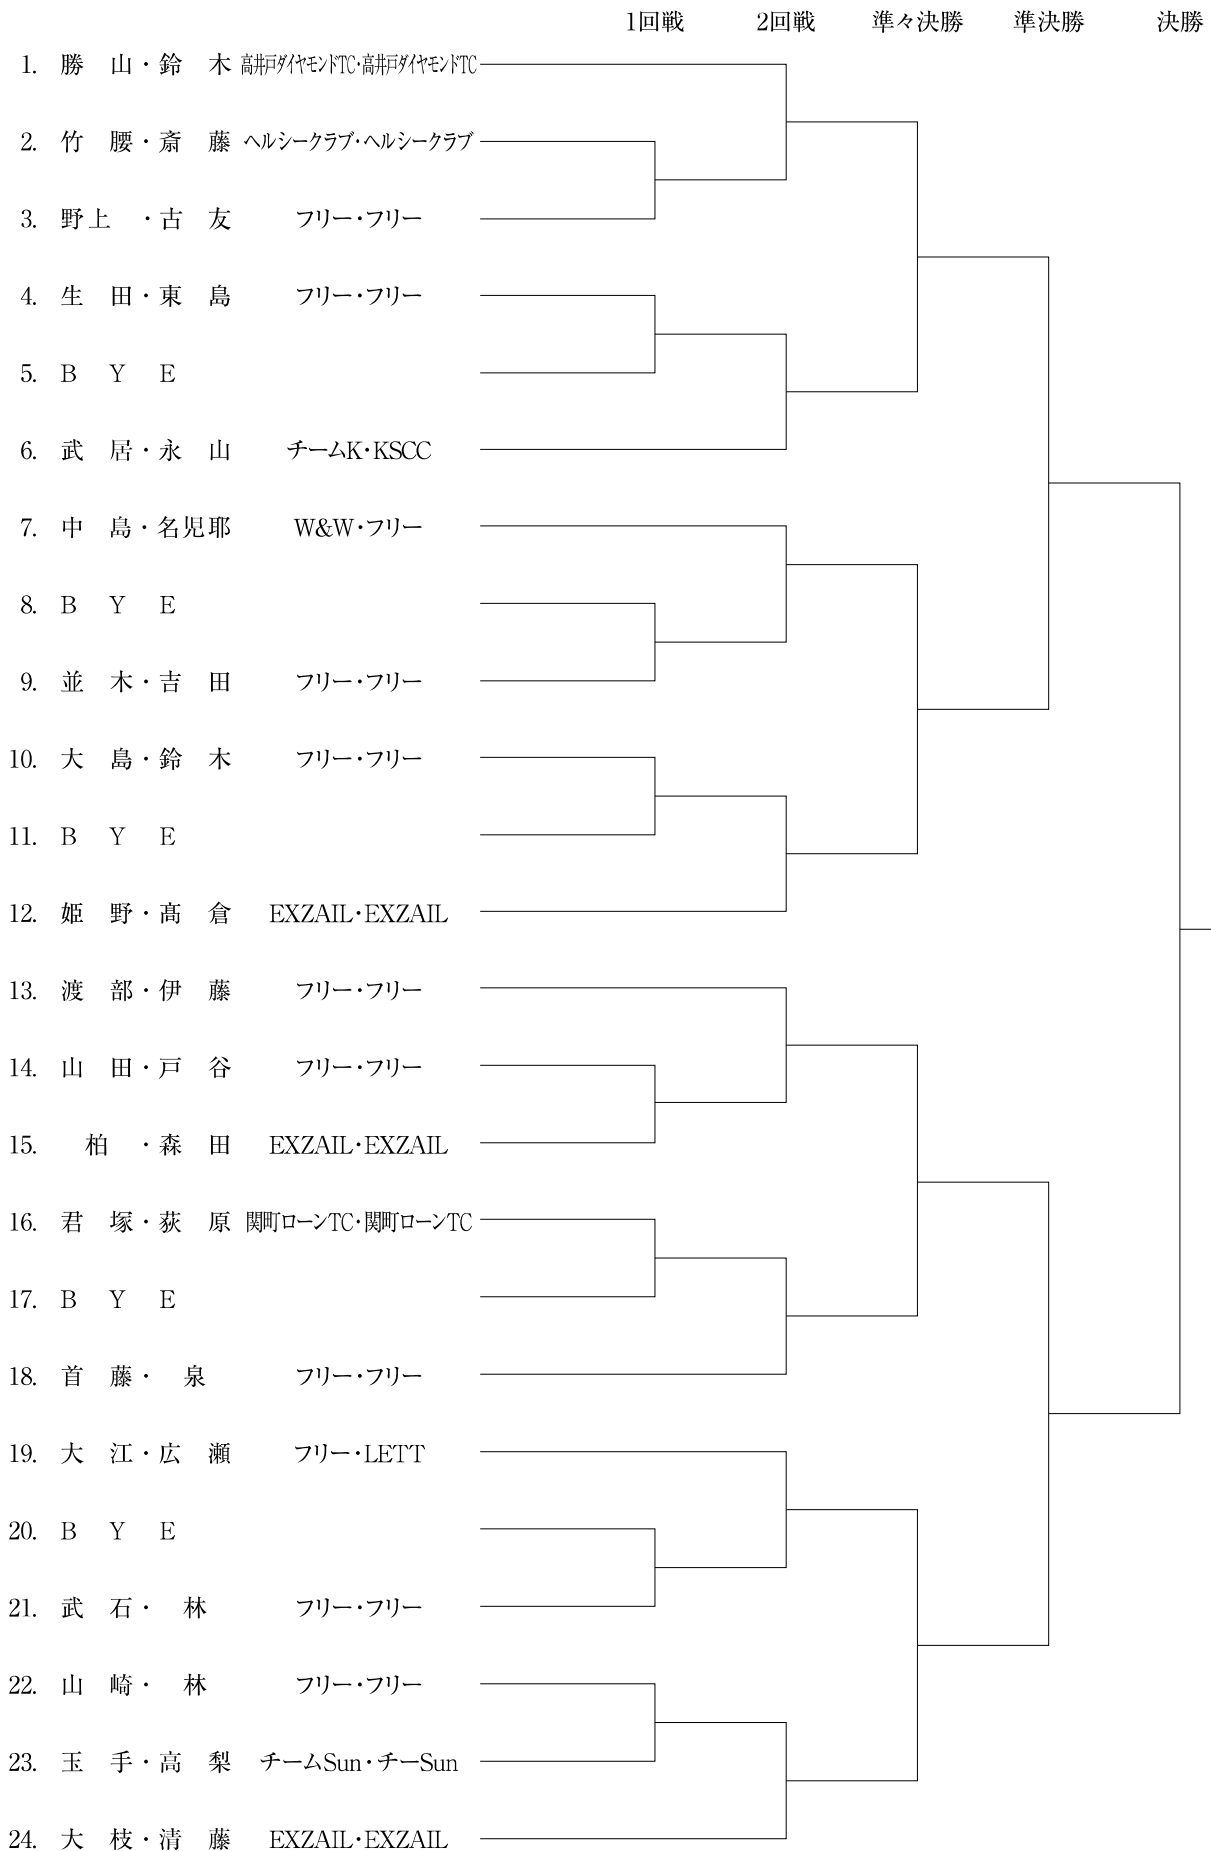 1回戦 2回戦 準々決勝 準決勝 決勝
1. 勝 山・鈴 木 高井戸ダイヤモンドTC・高井戸ダイヤモンドTC
2. 竹 腰・斎 藤 ヘルシークラブ・ヘルシークラブ
3. 野上 ・古 友 フリー・フリー
4. 生 田・東 島 フリー・フリー
5. B Y E
6. 武 居・永 山 チームK・KSCC
7. 中 島・名児耶 W&W・フリー
8. B Y E
9. 並 木・吉 田 フリー・フリー
10. 大 島・鈴 木 フリー・フリー
11. B Y E
12. 姫 野・髙 倉 EXZAIL・EXZAIL
13. 渡 部・伊 藤 フリー・フリー
14. 山 田・戸 谷 フリー・フリー
15. 柏 ・森 田 EXZAIL・EXZAIL
16. 君 塚・荻 原 関町ローンTC・関町ローンTC
17. B Y E
18. 首 藤・ 泉 フリー・フリー
19. 大 江・広 瀬 フリー・LETT
20. B Y E
21. 武 石・ 林 フリー・フリー
22. 山 崎・ 林 フリー・フリー
23. 玉 手・高 梨 チームSun・チーSun
24. 大 枝・清 藤 EXZAIL・EXZAIL